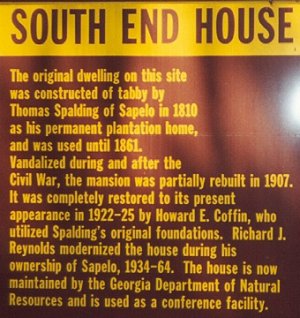 SOUTH END HOUSE
The original dwelling on this site
was constructed of tabby by
Thomas Spalding of Sapelo in 1810
as his permanent plantation home,
and was used until 1861.
Vandalized during and after the
Civil War, the mansion was partially rebuilt in 1907.
It was completely restored to its present
appearance in 1922-25 by Howard E. Coffin, who
utilized Spalding's original foundations. Richard J.
Reynolds modernized the house during his
ownership of Sapelo, 1934-64. The house is now
maintained by the Georgia Department of Natural
Resources and is used as a conference facility.